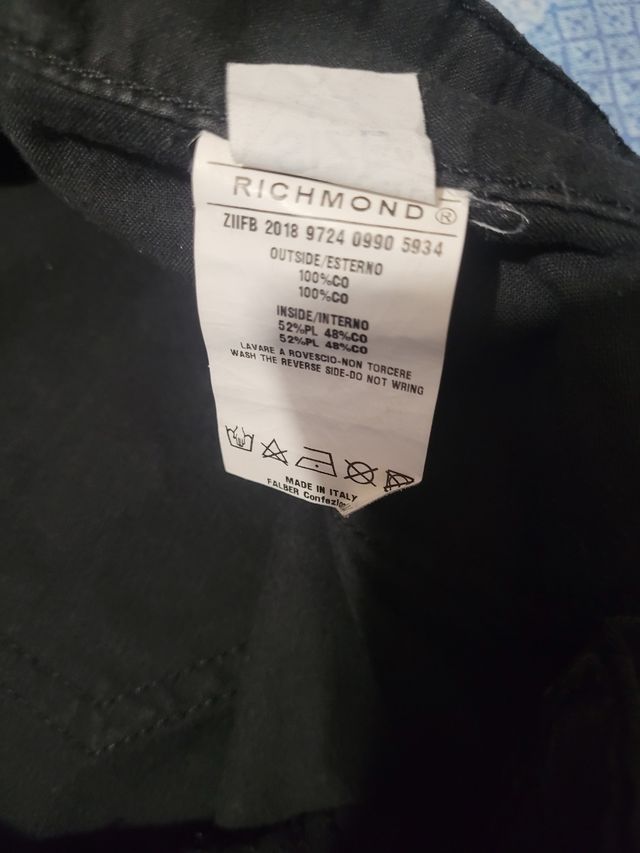 RICHMOND®
ZIIFB 2018 9724 0990 5934
OUTSIDE/ESTERNO
100%CO
100%CO
INSIDE/INTERNO
52%PL 48%CO
52%PL 48%CO
LAVARE A ROVESCIO-NON TORCERE
WASH THE REVERSE SIDE-DO NOT WRING
MADE IN ITALY
FALBER Confezio